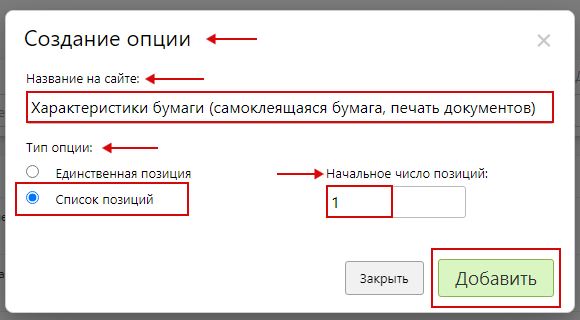 Создание опции
Название на сайте:
Характеристики бумаги (самоклеящаяся бумага, печать документов)
Тип опции:
Единственная позиция
Начальное число позиций:
Список позиций
1
Закрыть
Добавить